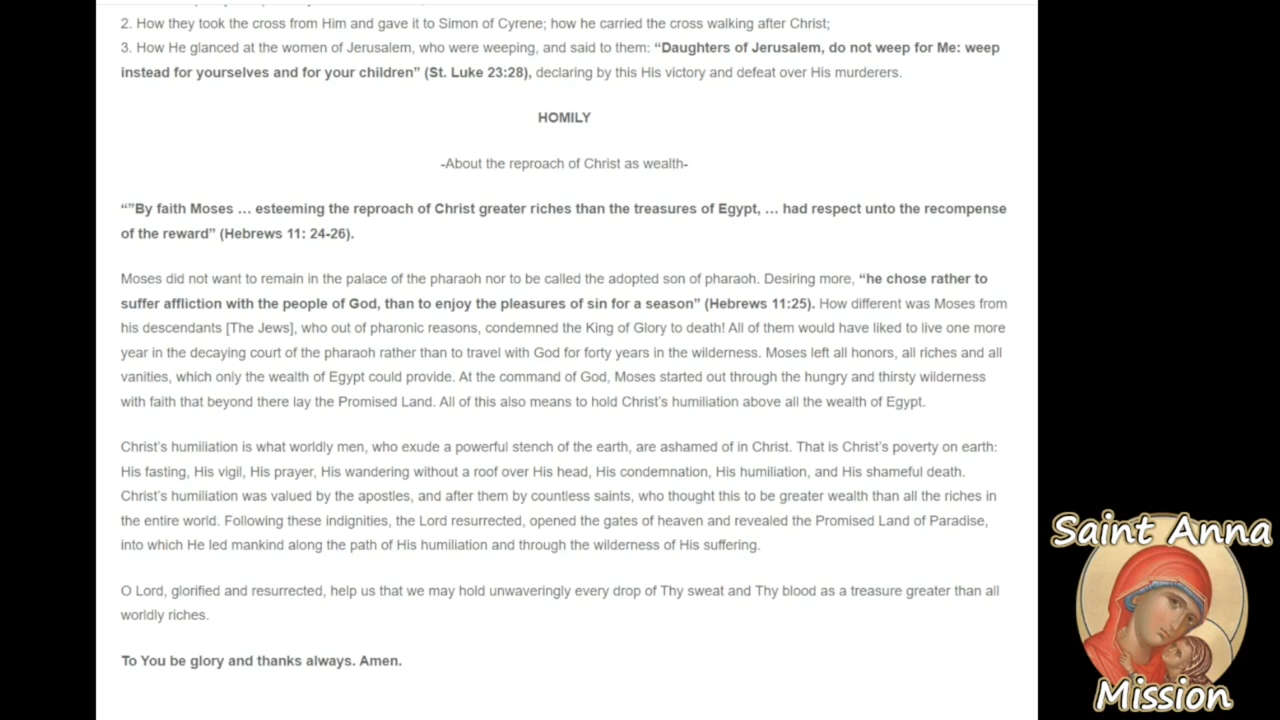 2. How they took the cross from Him and gave it to Simon of Cyrene; how he carried the cross walking after Christ;
3. How He glanced at the women of Jerusalem, who were weeping, and said to them: “Daughters of Jerusalem, do not weep for Me: weep
instead for yourselves and for your children” (St. Luke 23:28), declaring by this His victory and defeat over His murderers.
HOMILY
-About the reproach of Christ as wealth-
“”By faith Moses … esteeming the reproach of Christ greater riches than the treasures of Egypt, … had respect unto the recompense
of the reward” (Hebrews 11: 24-26).
Moses did not want to remain in the palace of the pharaoh nor to be called the adopted son of pharaoh. Desiring more, “he chose rather to
suffer affliction with the people of God, than to enjoy the pleasures of sin for a season” (Hebrews 11:25). How different was Moses from
his descendants [The Jews], who out of pharonic reasons, condemned the King of Glory to death! All of them would have liked to live one more
year in the decaying court of the pharaoh rather than to travel with God for forty years in the wilderness. Moses left all honors, all riches and all
vanities, which only the wealth of Egypt could provide. At the command of God, Moses started out through the hungry and thirsty wilderness
with faith that beyond there lay the Promised Land. All of this also means to hold Christ’s humiliation above all the wealth of Egypt.
Christ’s humiliation is what worldly men, who exude a powerful stench of the earth, are ashamed of in Christ. That is Christ’s poverty on earth:
His fasting, His vigil, His prayer, His wandering without a roof over His head, His condemnation, His humiliation, and His shameful death.
Christ’s humiliation was valued by the apostles, and after them by countless saints, who thought this to be greater wealth than all the riches in
the entire world. Following these indignities, the Lord resurrected, opened the gates of heaven and revealed the Promised Land of Paradise,
into which He led mankind along the path of His humiliation and through the wilderness of His suffering.
O Lord, glorified and resurrected, help us that we may hold unwaveringly every drop of Thy sweat and Thy blood as a treasure greater than all
worldly riches.
To You be glory and thanks always. Amen.
Saint Anna
Mission